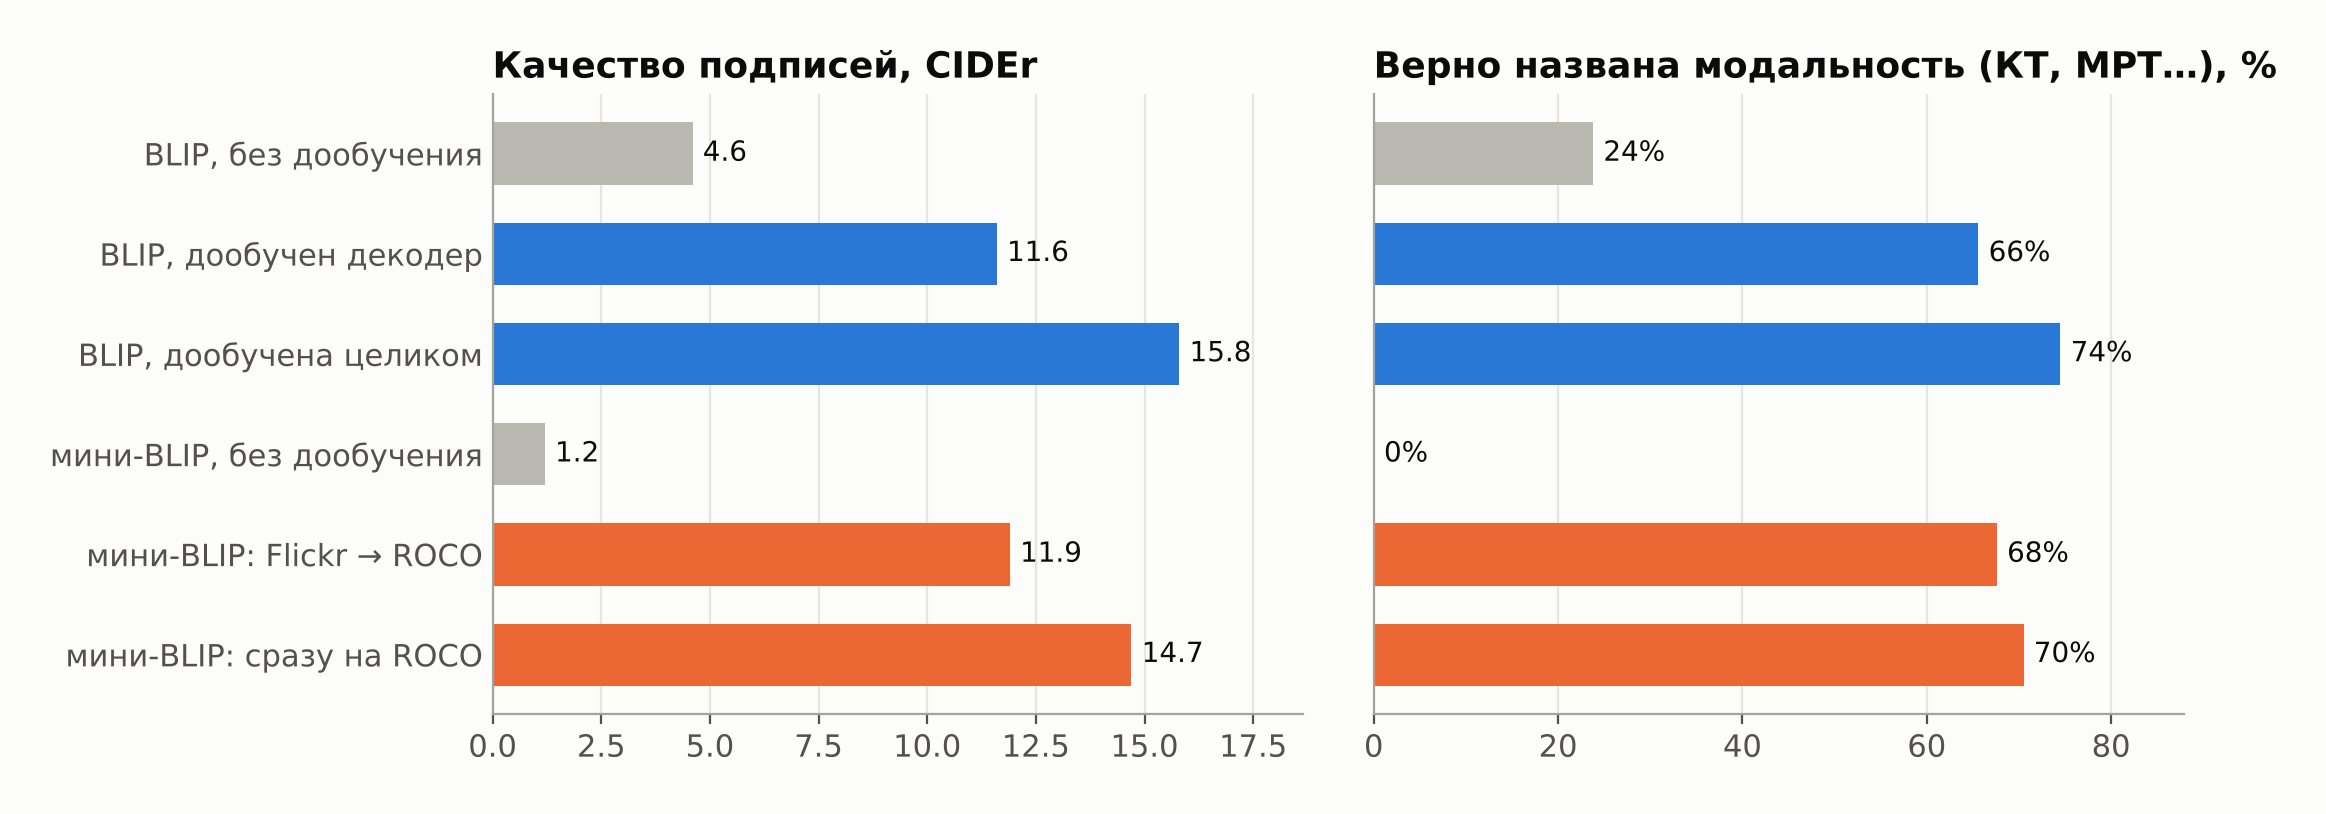 Качество подписей, CIDEr
BLIP, без дообучения
4.6
BLIP, дообучен декодер
11.6
BLIP, дообучена целиком
15.8
мини-BLIP, без дообучения
1.2
мини-BLIP: Flickr → ROCO
11.9
мини-BLIP: сразу на ROCO
14.7
0.0 2.5 5.0 7.5 10.0 12.5 15.0 17.5
Верно названа модальность (КТ, МРТ...), %
24%
66%
74%
0%
68%
70%
0 20 40 60 80